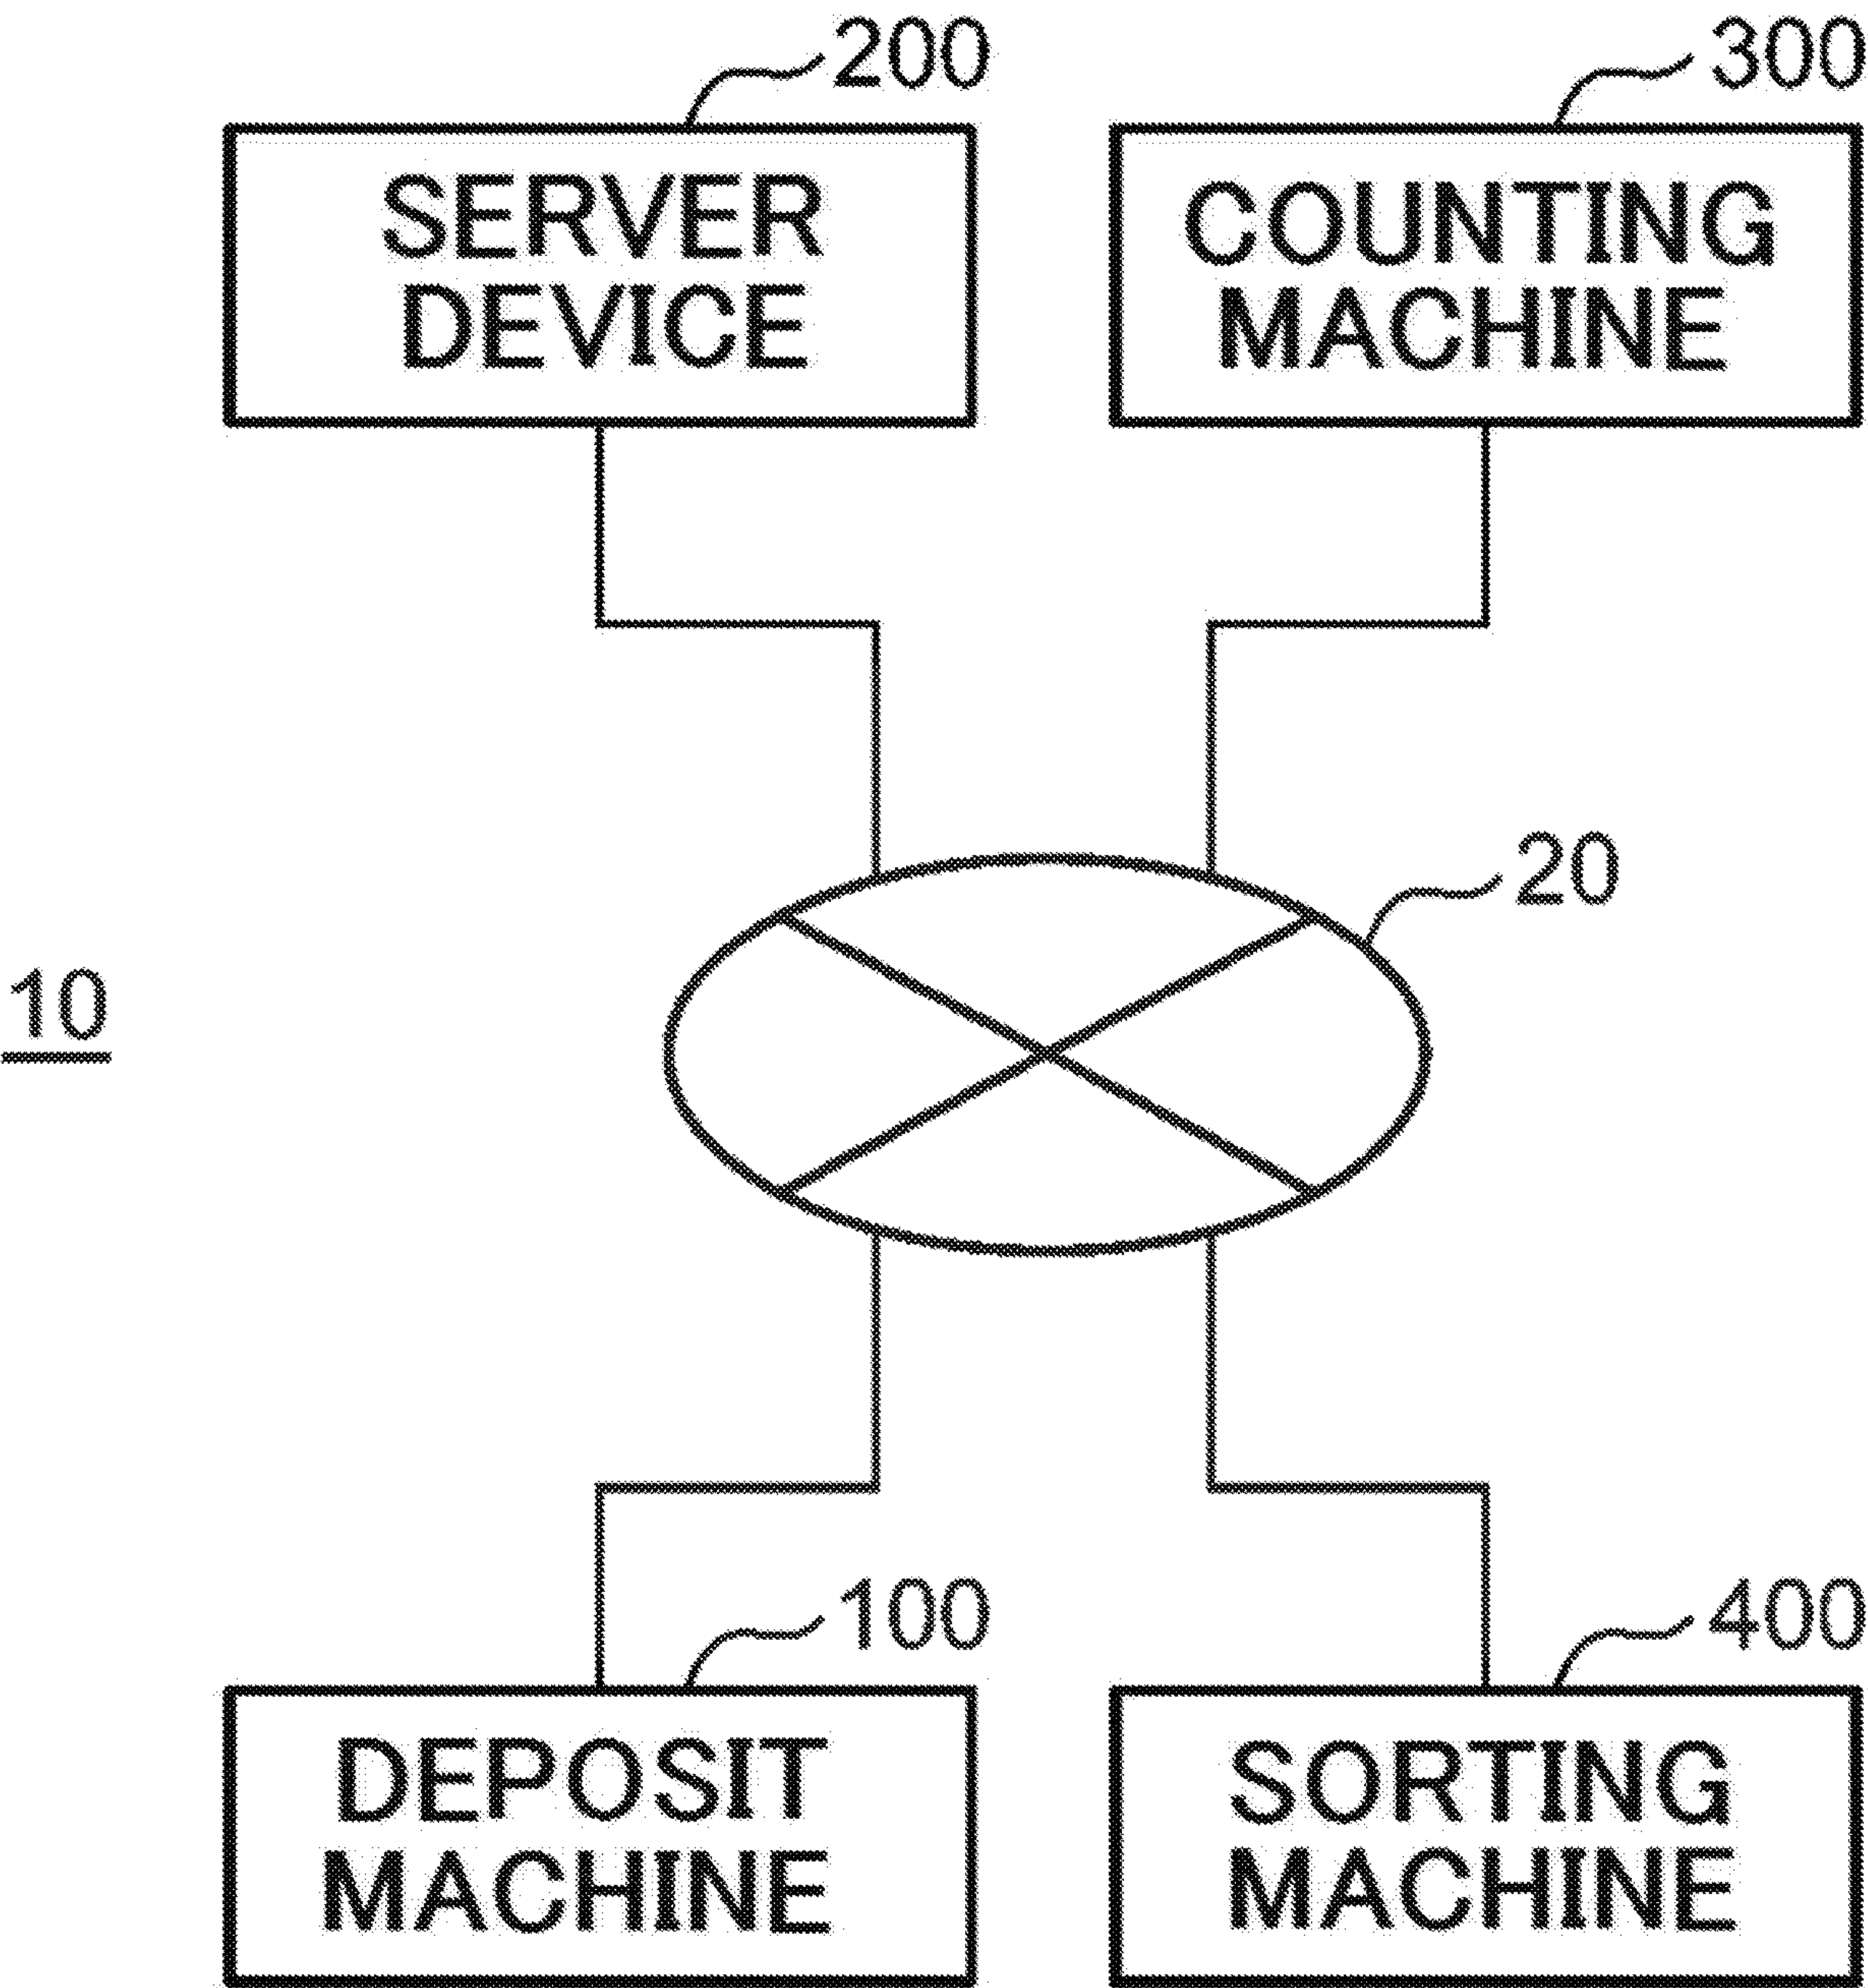 200
300
SERVER
DEVICE
COUNTING
MACHINE
20
10
100
400
DEPOSIT
MACHINE
SORTING
MACHINE